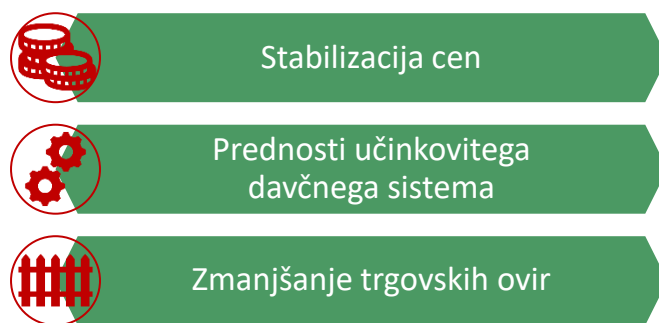 Stabilizacija cen
Prednosti učinkovitega
davčnega sistema
Zmanjšanje trgovskih ovir